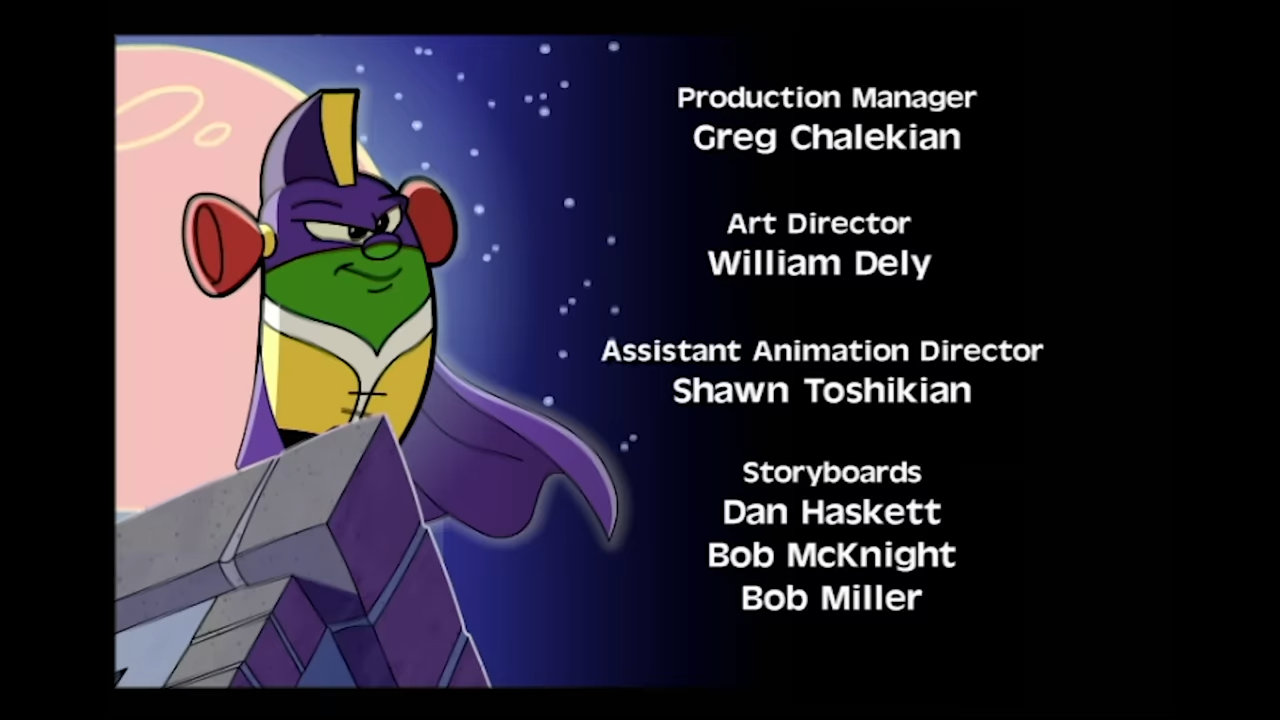 Production Manager
Greg Chalekian
Art Director
William Dely
Assistant Animation Director
Shawn Toshikian
Storyboards
Dan Haskett
Bob McKnight
Bob Miller